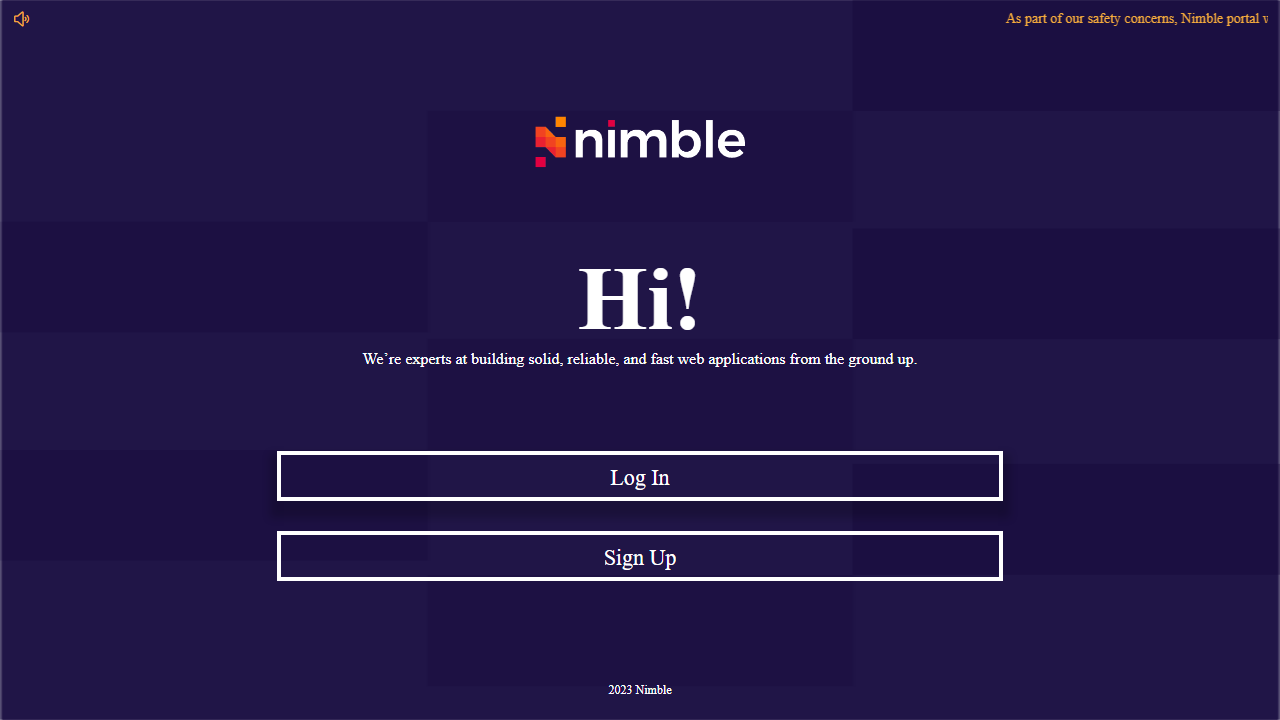 As part of our safety concerns, Nimble portal
nimble
Hi!
We’re experts at building solid, reliable, and fast web applications from the ground up.
Log In
Sign Up
2023 Nimble